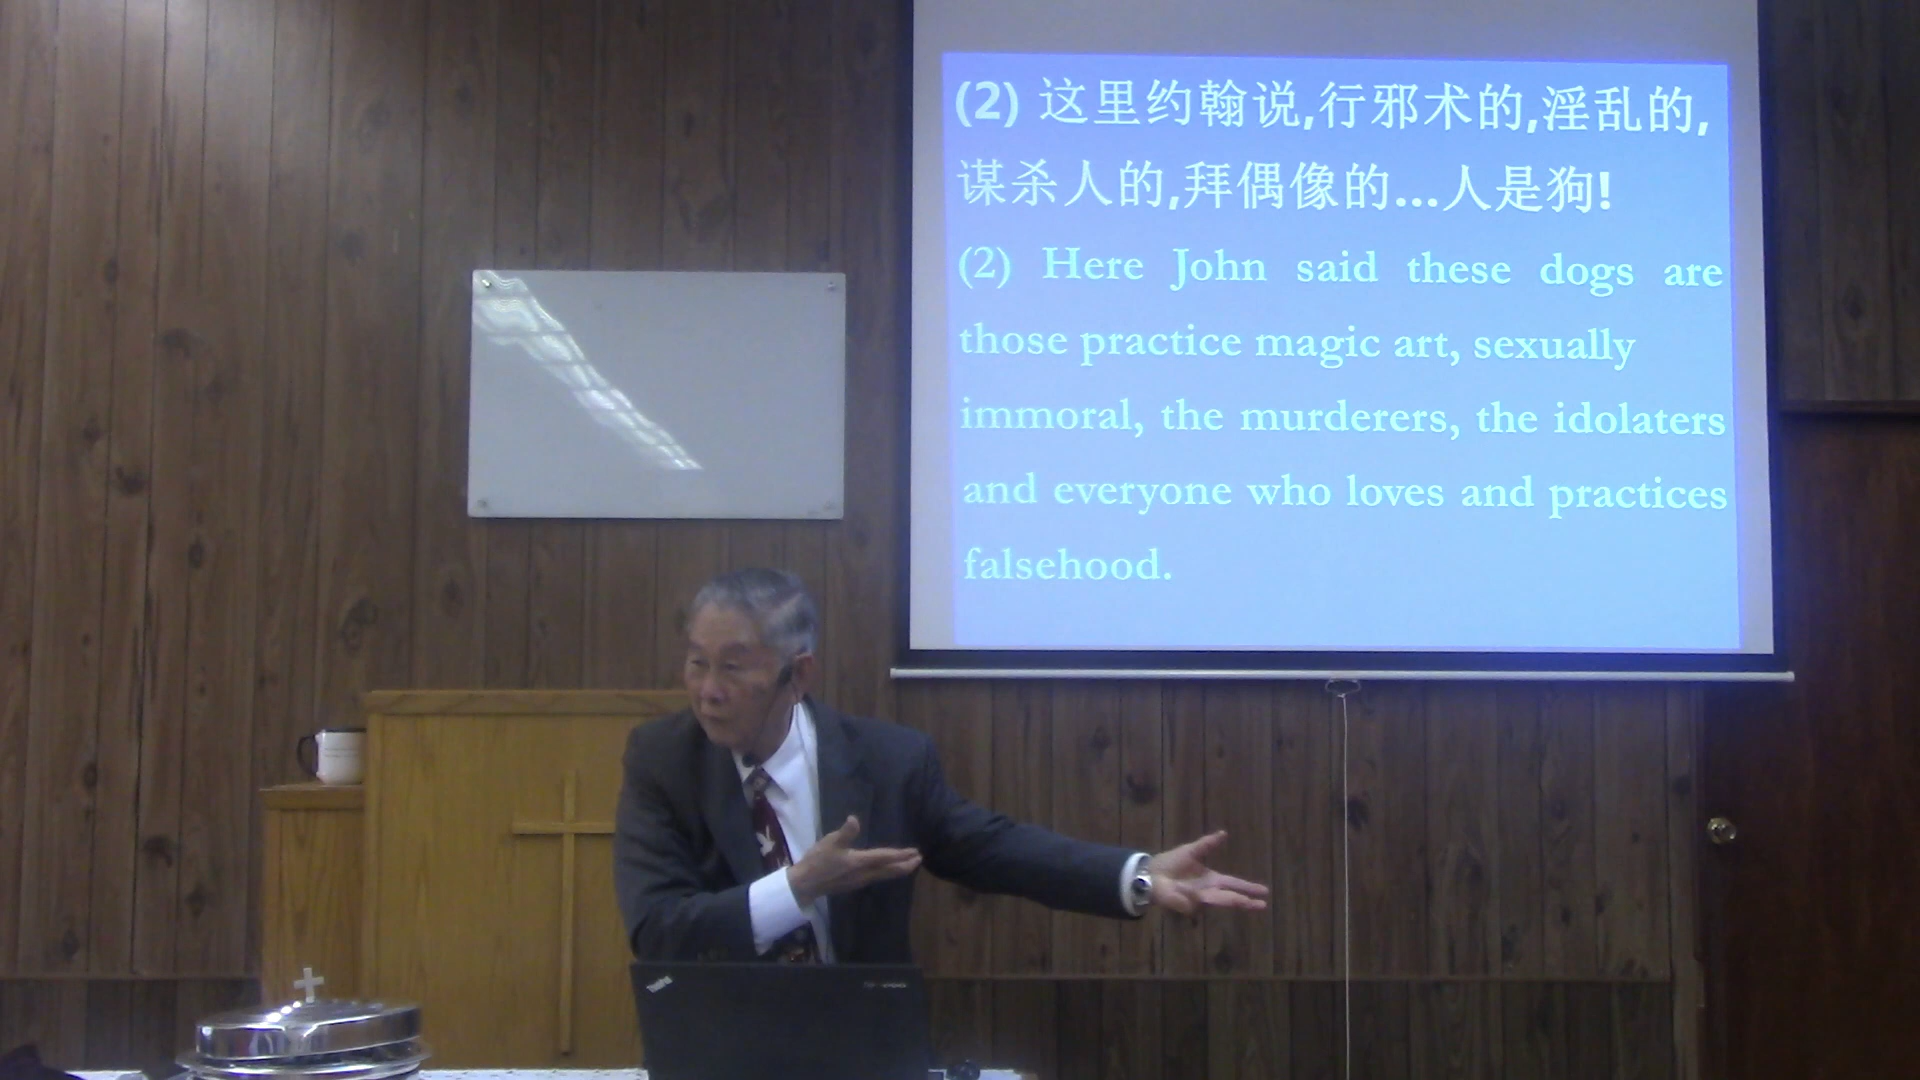 (2) 这里约翰说,行邪术的,淫乱的,
谋杀人的,拜偶像的...人是狗!
(2) Here John said these dogs are
those practice magic art, sexually
immoral, the murderers, the idolaters
and everyone who loves and practices
falsehood.
ThinkPad